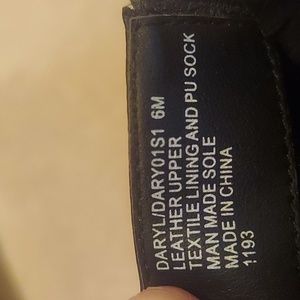 DARYL/DARY01S1 6M
LEATHER UPPER
TEXTILE LINING AND PU SOCK
MAN MADE SOLE
MADE IN CHINA
1193